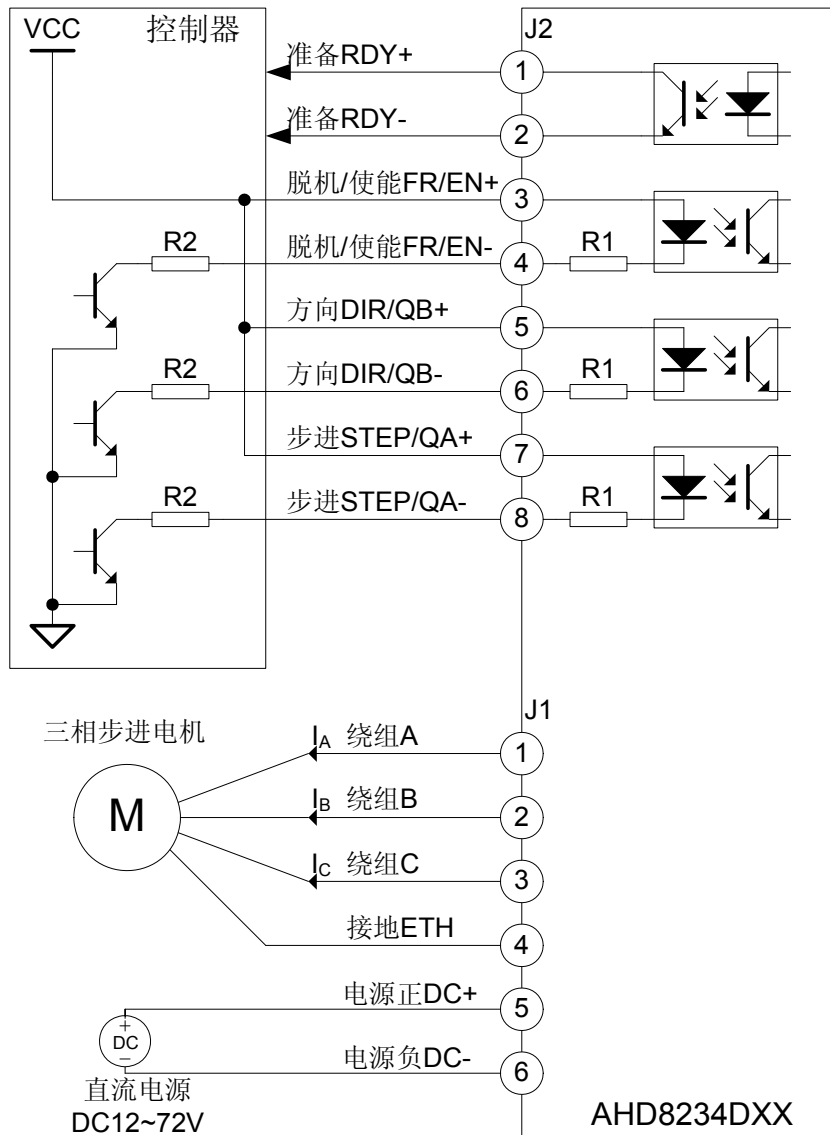 VCC 控制器
J2
准备RDY+
1
准备RDY-
2
脱机/使能FR/EN+
3
R2
脱机/使能FR/EN-
4
R1
方向DIR/QB+
5
R2
方向DIR/QB-
6
R1
步进STEP/QA+
7
R2
步进STEP/QA-
8
R1
J1
三相步进电机
M
IA 绕组A
1
IB 绕组B
2
IC 绕组C
3
接地ETH
4
电源正DC+
5
+
DC
−
电源负DC-
6
直流电源
DC12~72V
AHD8234DXX